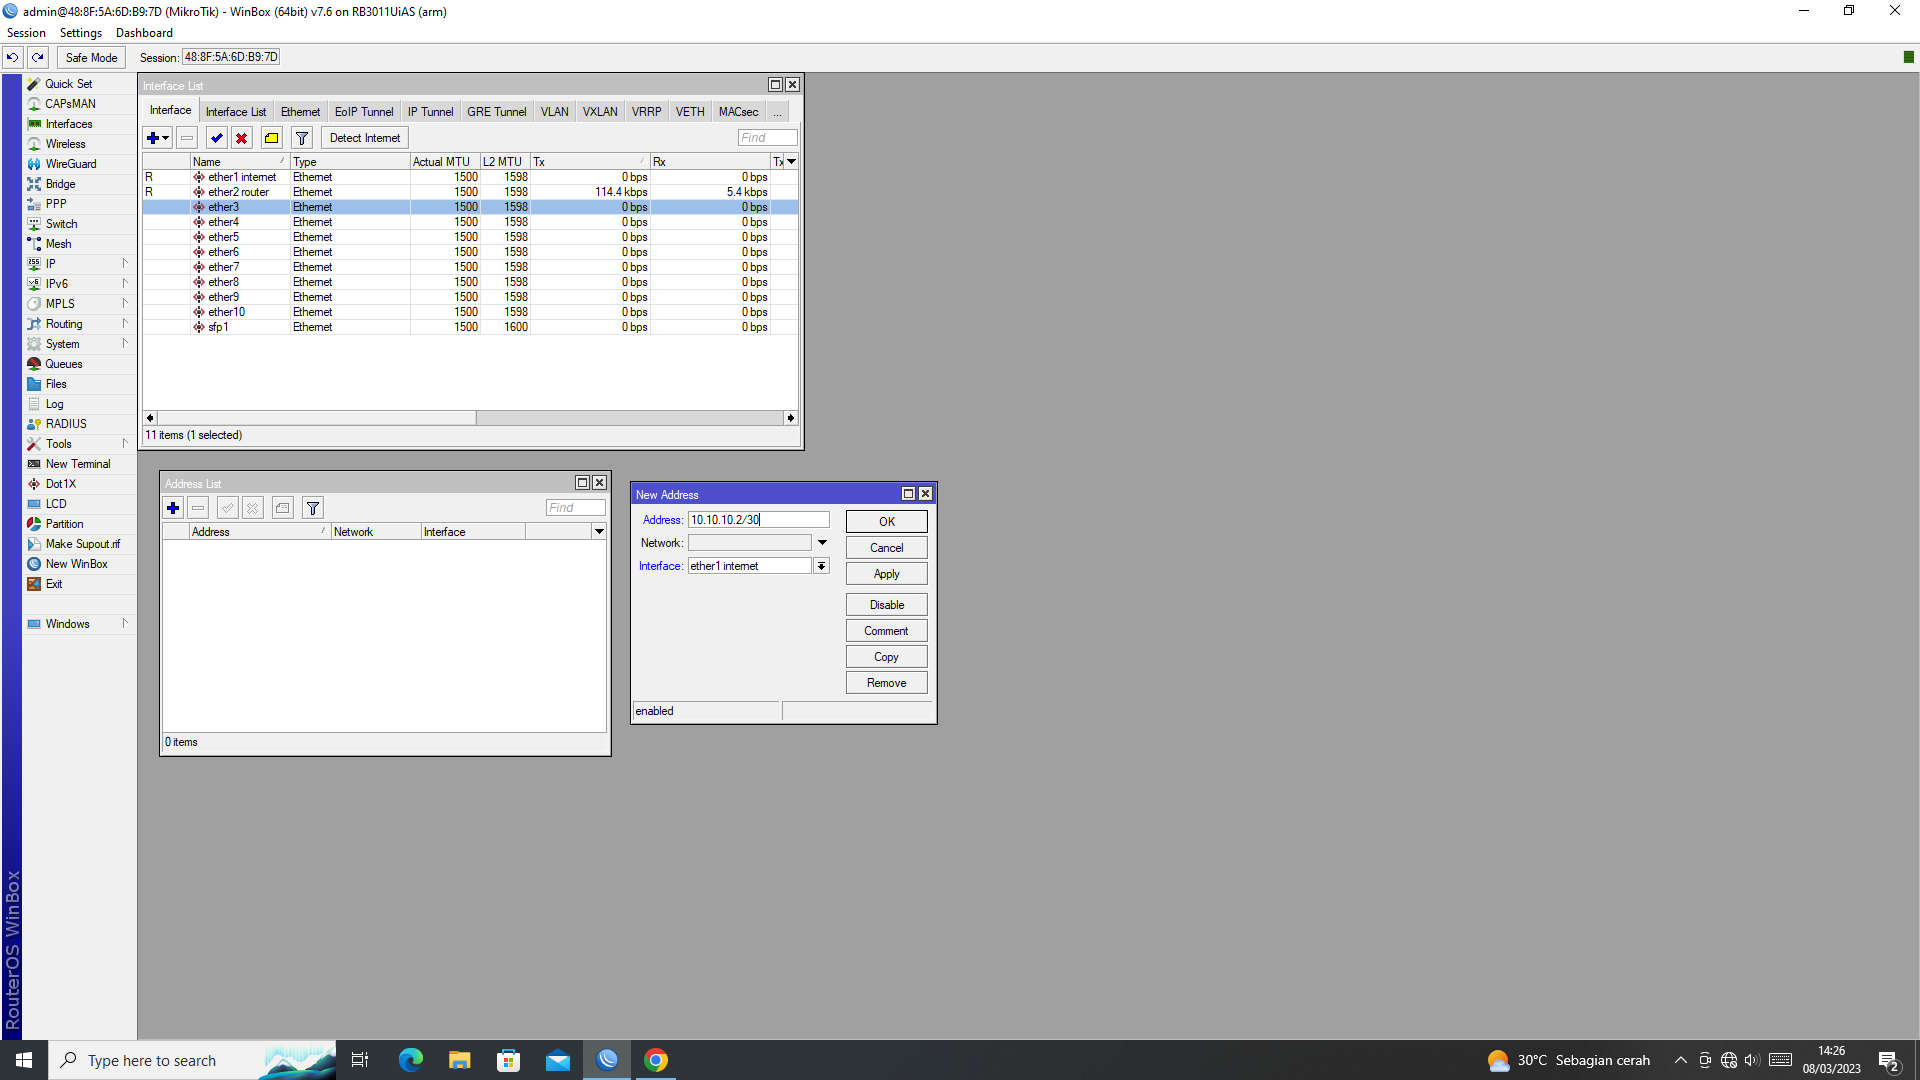 admin@48:8F:5A:6D:B9:7D (MikroTik) - WinBox (64bit) v7.6 on RB3011UiAS (arm)
Session Settings Dashboard
Safe Mode Session: 48:8F:5A:6D:B9:7D
Quick Set
CAPsMAN
Interfaces
Wireless
WireGuard
Bridge
PPP
Switch
Mesh
IP
IPv6
MPLS
Routing
System
Queues
Files
Log
RADIUS
Tools
New Terminal
Dot1X
LCD
Partition
Make Supout.rif
New WinBox
Exit
Windows
RouterOS WinBox
Interface List
Interface Interface List Ethernet EoIP Tunnel IP Tunnel GRE Tunnel VLAN VXLAN VRRP VETH MACsec ...
Detect Internet Find
Name Type Actual MTU L2 MTU Tx Rx Tx
R ether1 internet Ethernet 1500 1598 0 bps 0 bps
R ether2 router Ethernet 1500 1598 114.4 kbps 5.4 kbps
ether3 Ethernet 1500 1598 0 bps 0 bps
ether4 Ethernet 1500 1598 0 bps 0 bps
ether5 Ethernet 1500 1598 0 bps 0 bps
ether6 Ethernet 1500 1598 0 bps 0 bps
ether7 Ethernet 1500 1598 0 bps 0 bps
ether8 Ethernet 1500 1598 0 bps 0 bps
ether9 Ethernet 1500 1598 0 bps 0 bps
ether10 Ethernet 1500 1598 0 bps 0 bps
sfp1 Ethernet 1500 1600 0 bps 0 bps
11 items (1 selected)
Address List
Find
Address Network Interface
0 items
New Address
Address: 10.10.10.2/30 OK
Network: Cancel
Interface: ether1 internet Apply
Disable
Comment
Copy
Remove
enabled
Type here to search
30°C Sebagian cerah
14:26
08/03/2023
2